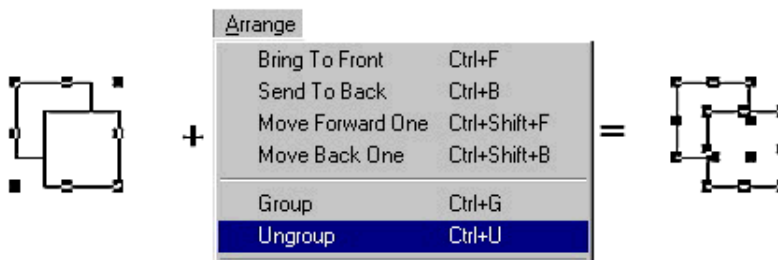 Arrange
Bring To Front Ctrl+F
Send To Back Ctrl+B
Move Forward One Ctrl+Shift+F
+ =
Move Back One Ctrl+Shift+B
Group Ctrl+G
Ungroup Ctrl+U